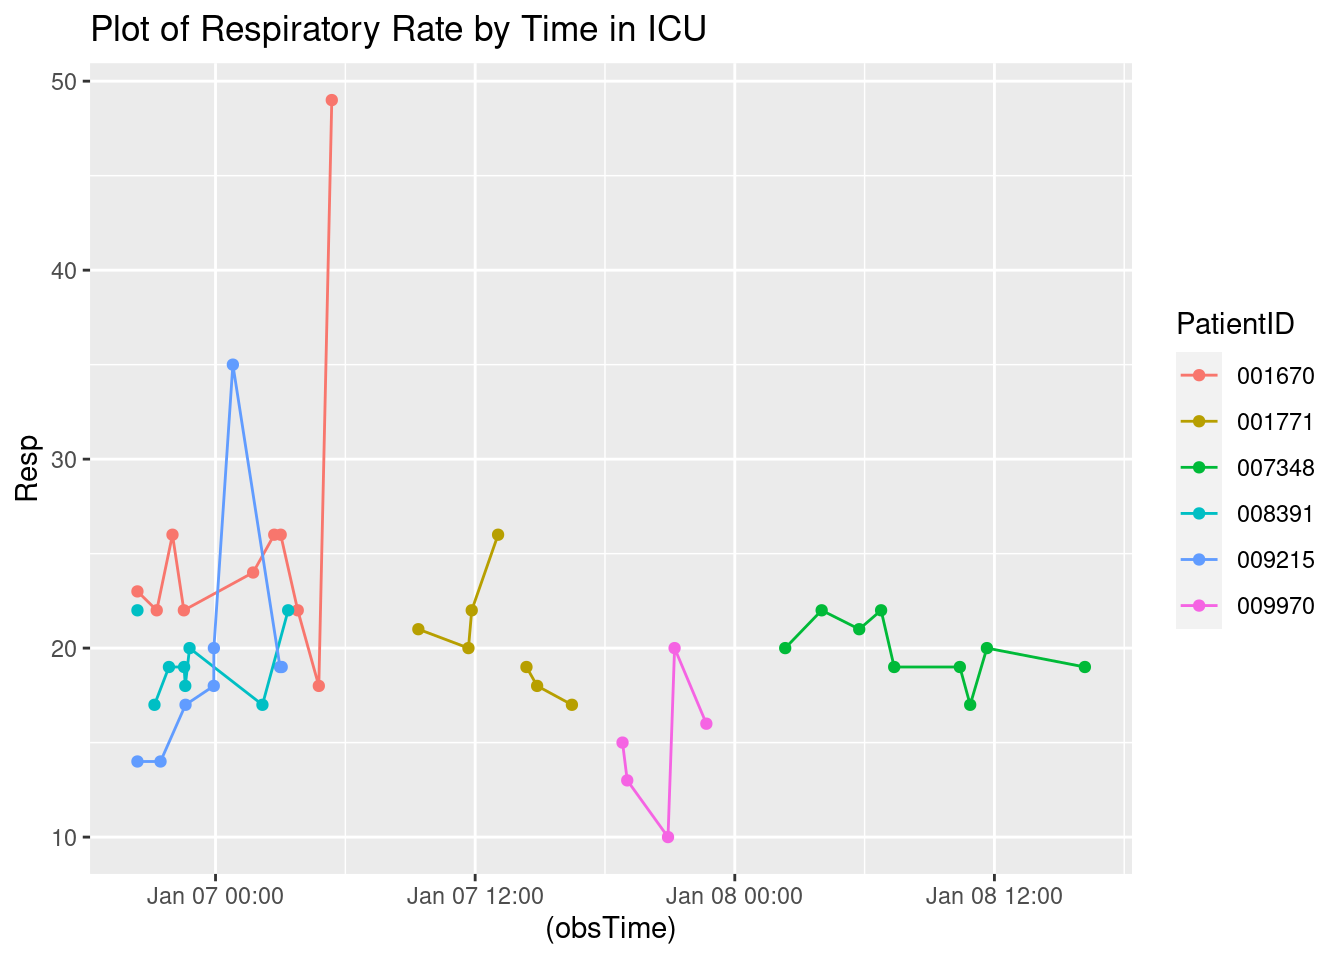 Plot of Respiratory Rate by Time in ICU
50
40
30
20
10
Resp
Jan 07 00:00
Jan 07 12:00
Jan 08 00:00
Jan 08 12:00
(obsTime)
PatientID
001670
001771
007348
008391
009215
009970